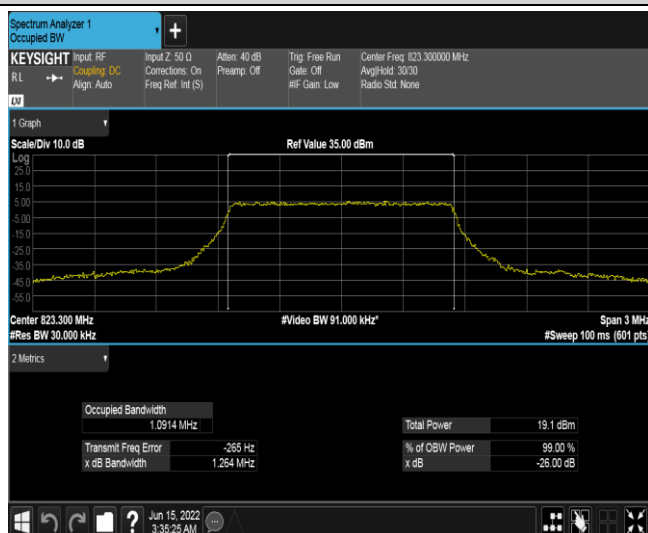 Spectrum Analyzer 1
Occupied BW
+
KEYSIGHT
RL
LXI
Input: RF
Coupling: DC
Align: Auto
Input Z: 50 Ω
Corrections: On
Freq Ref: Int (S)
Atten: 40 dB
Preamp: Off
Trig: Free Run
Gate: Off
#IF Gain: Low
Center Freq: 823.300000 MHz
Avg|Hold: 30/30
Radio Std: None
1 Graph
Scale/Div 10.0 dB
Ref Value 35.00 dBm
Log
25.0
15.0
5.00
-5.00
-15.0
-25.0
-35.0
-45.0
-55.0
Center 823.300 MHz
#Video BW 91.000 kHz*
Span 3 MHz
#Res BW 30.000 kHz
#Sweep 100 ms (601 pts)
2 Metrics
Occupied Bandwidth
1.0914 MHz
Total Power 19.1 dBm
Transmit Freq Error -265 Hz
% of OBW Power 99.00 %
x dB Bandwidth 1.264 MHz
x dB -26.00 dB
?
Jun 15, 2022
3:35:25 AM